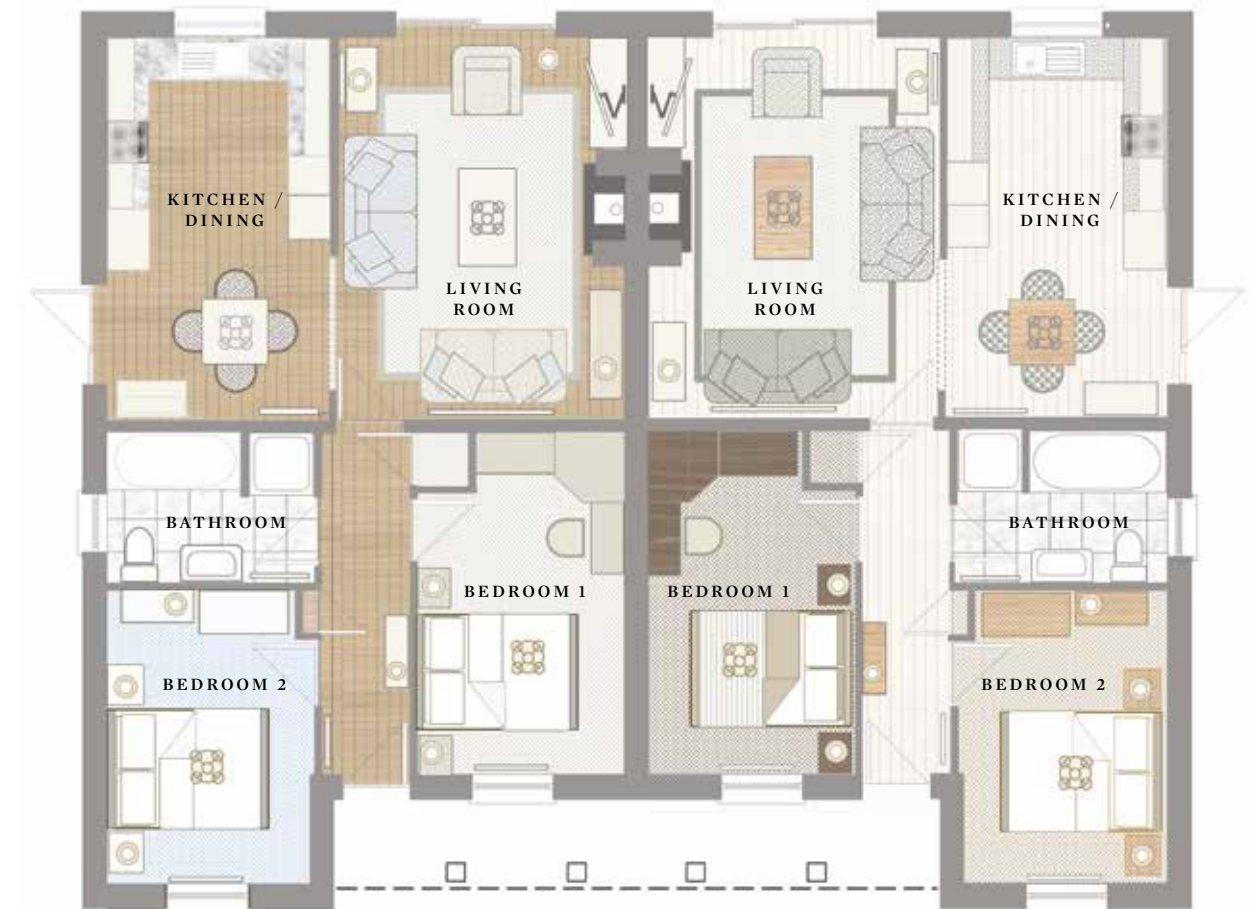 KITCHEN /
DINING
LIVING
ROOM
LIVING
ROOM
KITCHEN /
DINING
BATHROOM
BATHROOM
BEDROOM 1
BEDROOM 1
BEDROOM 2
BEDROOM 2